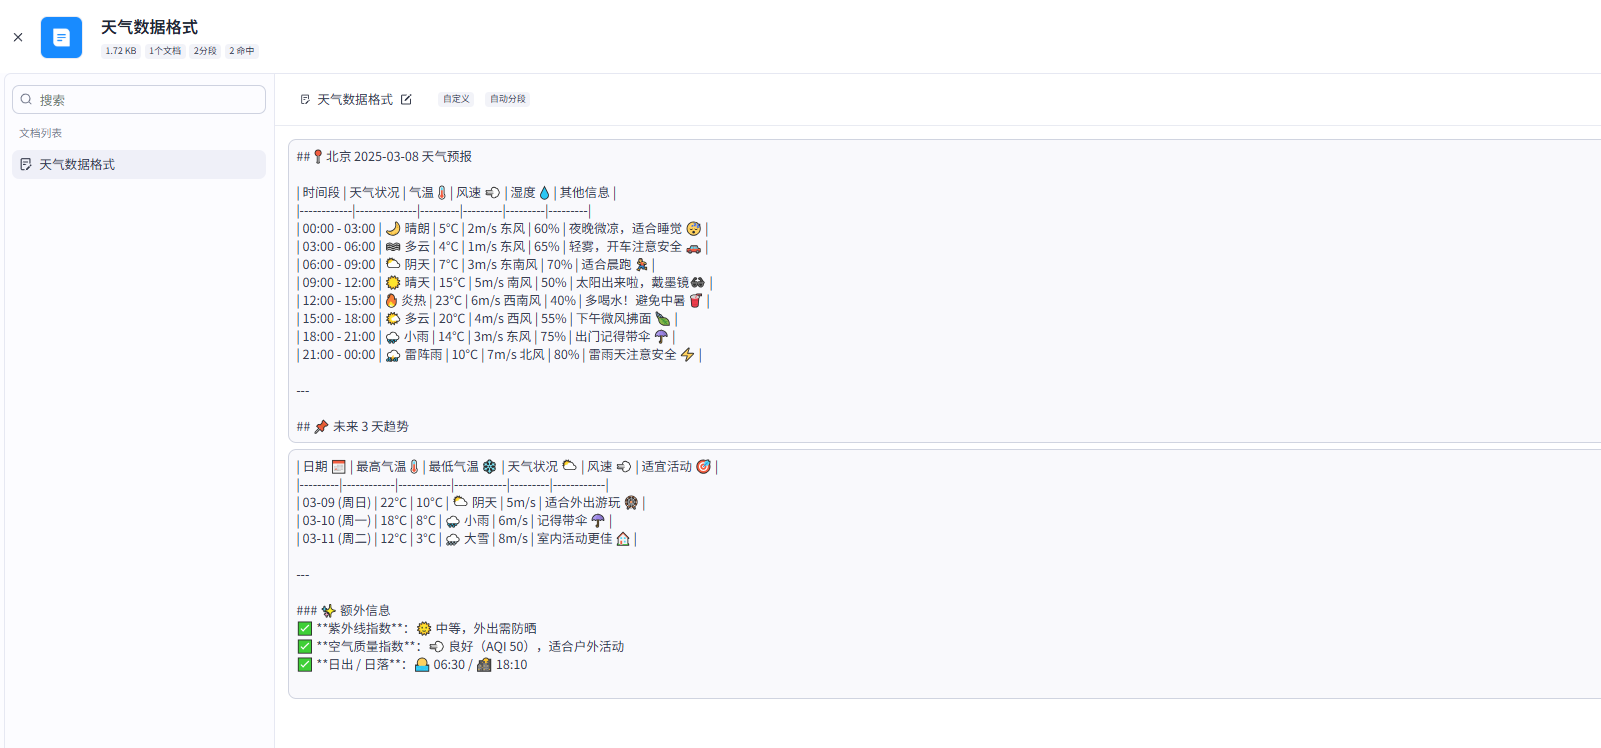 天气数据格式
1.72 KB 1个文档 2分段 2 命中
搜索
文档列表
天气数据格式
天气数据格式 自定义 自动分段
## 📍北京 2025-03-08 天气预报
| 时间段 | 天气状况 | 气温🌡 | 风速 💨 | 湿度 💧 | 其他信息 |
|------------|--------------|---------|---------|---------|---------|
| 00:00 - 03:00 | 🌙 晴朗 | 5°C | 2m/s 东风 | 60% | 夜晚微凉，适合睡觉 😴 |
| 03:00 - 06:00 | 🌫 多云 | 4°C | 1m/s 东风 | 65% | 轻雾，开车注意安全 🚗 |
| 06:00 - 09:00 | 🌥 阴天 | 7°C | 3m/s 东南风 | 70% | 适合晨跑 🏃 |
| 09:00 - 12:00 | ☀️ 晴天 | 15°C | 5m/s 南风 | 50% | 太阳出来啦，戴墨镜🕶 |
| 12:00 - 15:00 | 🔥 炎热 | 23°C | 6m/s 西南风 | 40% | 多喝水！避免中暑 🥤 |
| 15:00 - 18:00 | 🌤 多云 | 20°C | 4m/s 西风 | 55% | 下午微风拂面 🍃 |
| 18:00 - 21:00 | 🌧 小雨 | 14°C | 3m/s 东风 | 75% | 出门记得带伞 ☂️ |
| 21:00 - 00:00 | ⛈ 雷阵雨 | 10°C | 7m/s 北风 | 80% | 雷雨天注意安全 ⚡ |
---
## 📌 未来 3 天趋势
| 日期 📅 | 最高气温🌡 | 最低气温 ❄️ | 天气状况 🌥 | 风速 💨 | 适宜活动 🎯 |
|---------|------------|------------|------------|---------|------------|
| 03-09 (周日) | 22°C | 10°C | 🌥 阴天 | 5m/s | 适合外出游玩 🎡 |
| 03-10 (周一) | 18°C | 8°C | 🌧 小雨 | 6m/s | 记得带伞 ☂️ |
| 03-11 (周二) | 12°C | 3°C | 🌨 大雪 | 8m/s | 室内活动更佳 🏠 |
---
### ✨ 额外信息
✅ **紫外线指数**：🌞 中等，外出需防晒
✅ **空气质量指数**：💨 良好（AQI 50），适合户外活动
✅ **日出 / 日落**：🌅 06:30 / 🌇 18:10